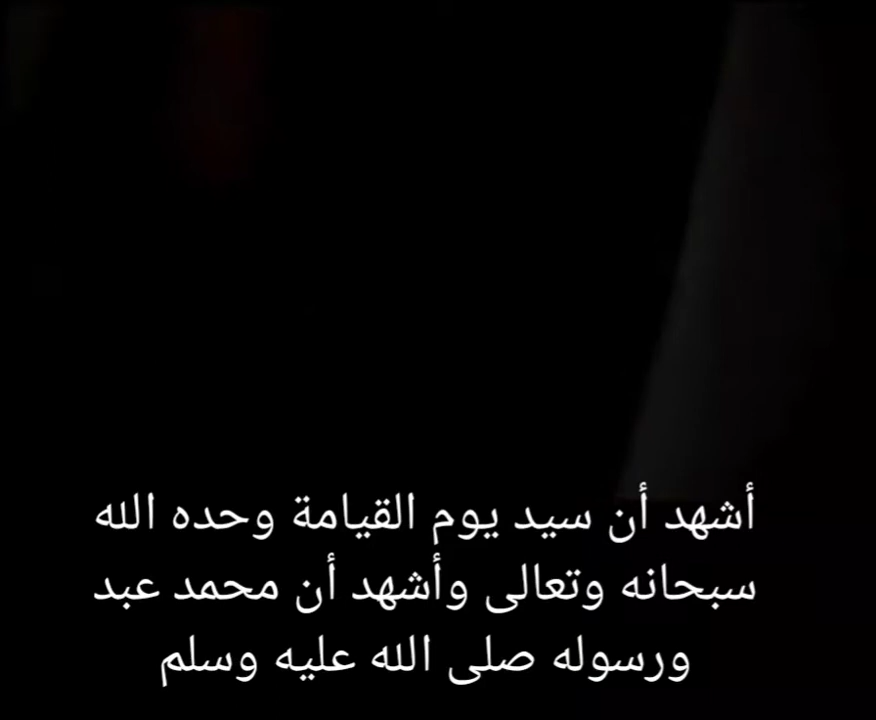 أشهد أن سيد يوم القيامة وحده الله
سبحانه وتعالى وأشهد أن محمد عبد
ورسوله صلى الله عليه وسلم